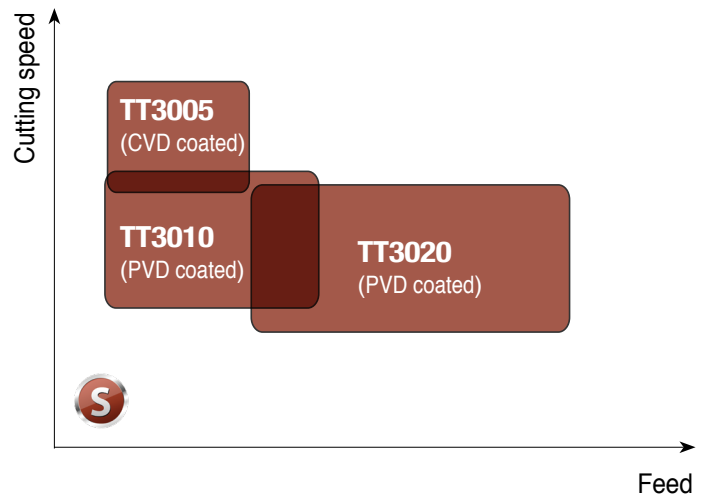 Cutting speed
TT3005
(CVD coated)
TT3010
(PVD coated)
TT3020
(PVD coated)
S
Feed